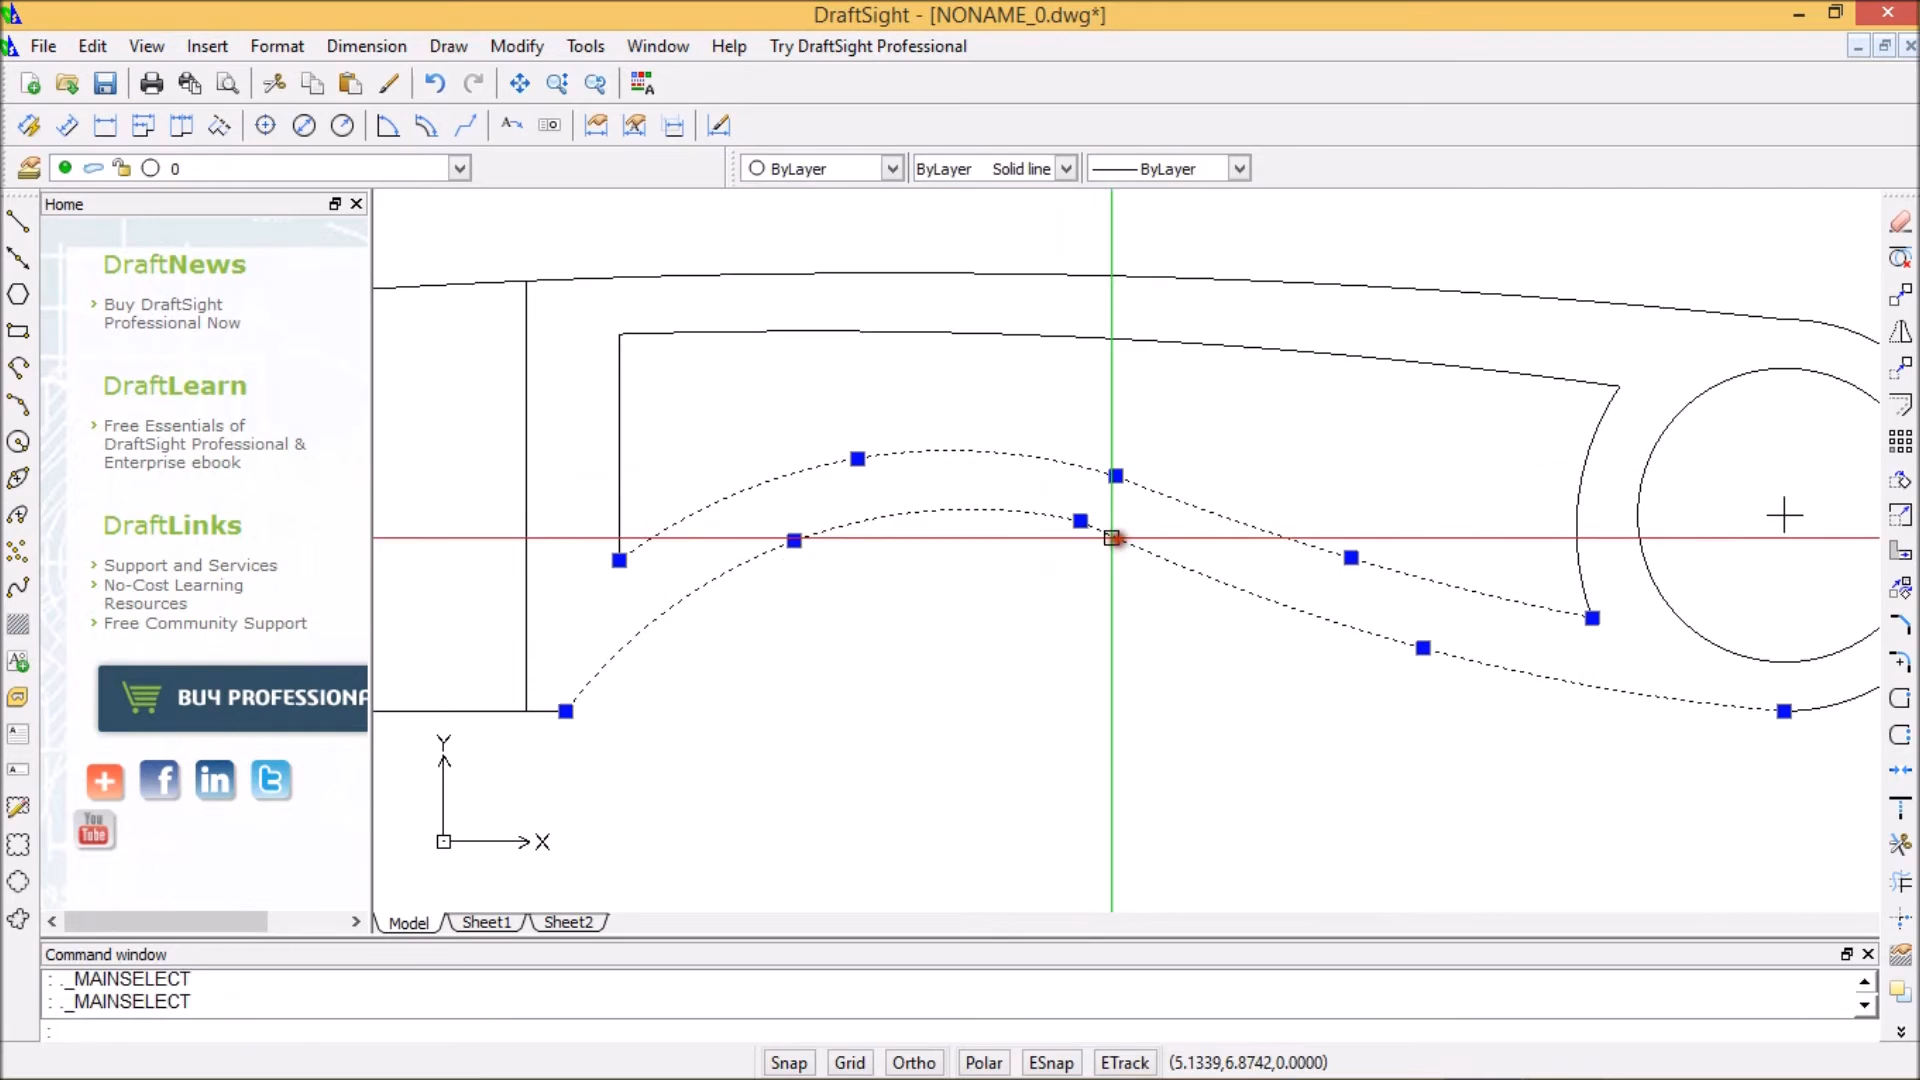 DraftSight - [NONAME_0.dwg*]
File Edit View Insert Format Dimension Draw Modify Tools Window Help Try DraftSight Professional
0
ByLayer
ByLayer Solid line
ByLayer
Home
DraftNews
Buy DraftSight
Professional Now
DraftLearn
Free Essentials of
DraftSight Professional &
Enterprise ebook
DraftLinks
Support and Services
No-Cost Learning
Resources
Free Community Support
BUY PROFESSIONA
You
Tube
Y
X
Model Sheet1 Sheet2
Command window
: ._MAINSELECT
: ._MAINSELECT
:
Snap Grid Ortho Polar ESnap ETrack (5.1339,6.8742,0.0000)